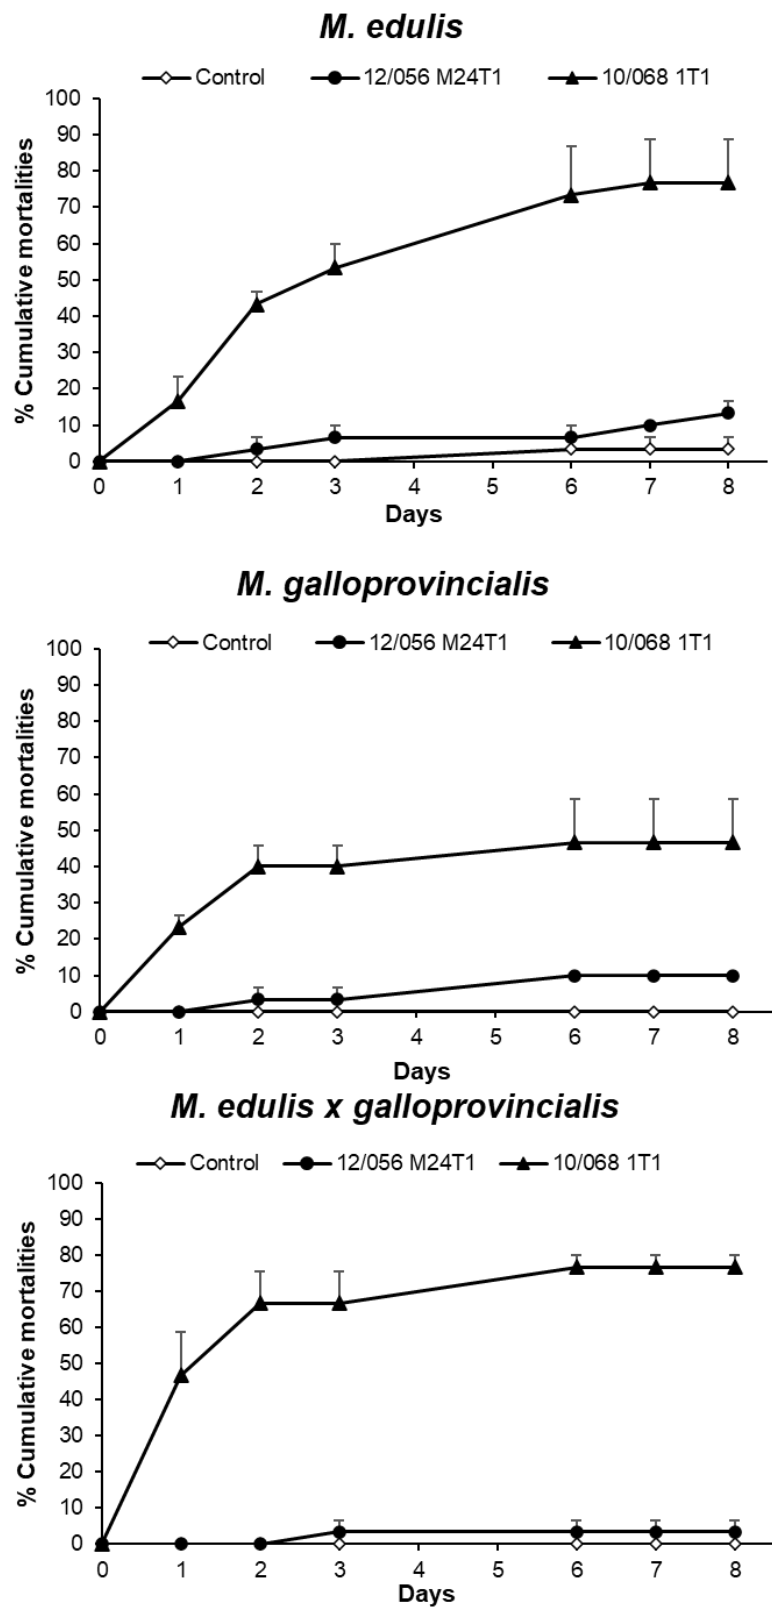 M. edulis
Control 12/056 M24T1 10/068 1T1
100
90
80
70
60
50
40
30
20
10
0
% Cumulative mortalities
0 1 2 3 4 5 6 7 8
Days
M. galloprovincialis
Control 12/056 M24T1 10/068 1T1
100
90
80
70
60
50
40
30
20
10
0
% Cumulative mortalities
0 1 2 3 4 5 6 7 8
Days
M. edulis x galloprovincialis
Control 12/056 M24T1 10/068 1T1
100
90
80
70
60
50
40
30
20
10
0
% Cumulative mortalities
0 1 2 3 4 5 6 7 8
Days